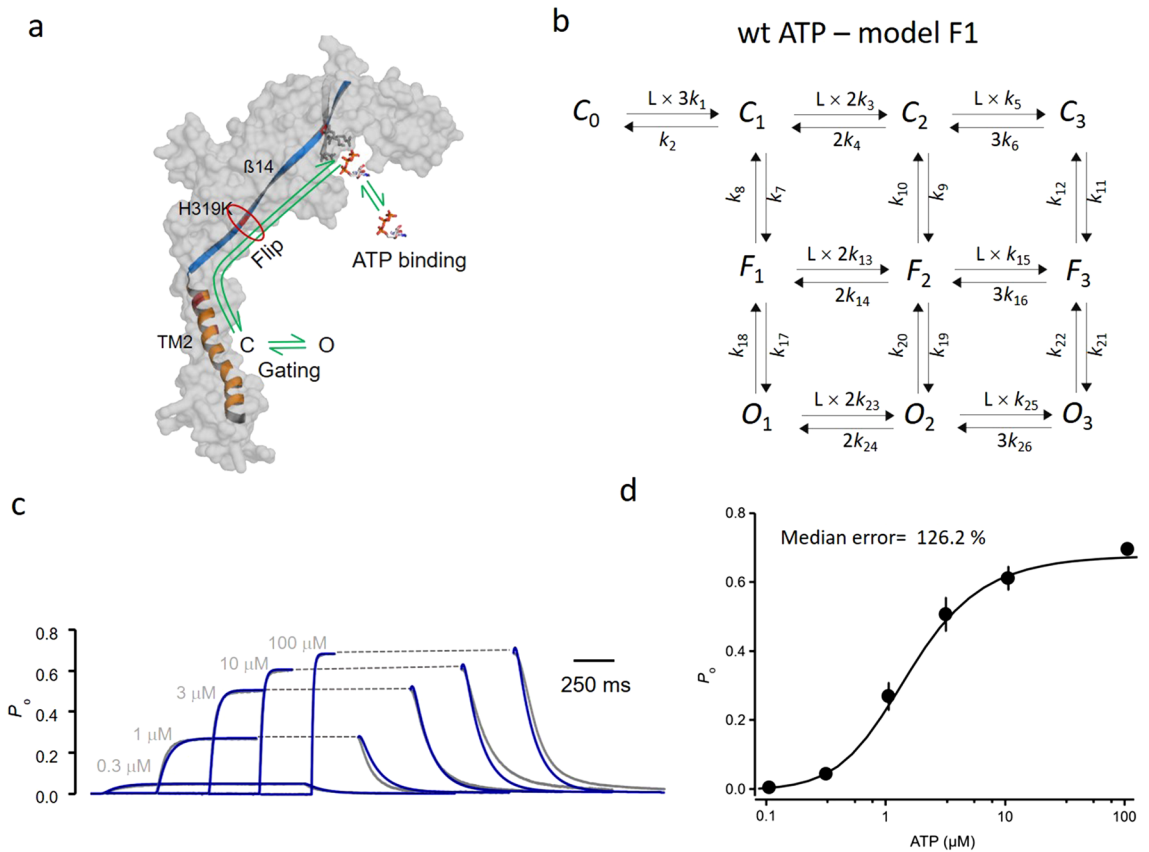 a
ß14
H319K
Flip
ATP binding
TM2
C
O
Gating
b
wt ATP – model F1
C0
L × 3k1
k2
C1
L × 2k3
2k4
C2
L × k5
3k6
C3
k8
k7
k10
k9
k12
k11
F1
L × 2k13
2k14
F2
L × k15
3k16
F3
k18
k17
k20
k19
k22
k21
O1
L × 2k23
2k24
O2
L × k25
3k26
O3
c
Po
0.8
0.6
0.4
0.2
0.0
100 µM
10 µM
3 µM
1 µM
0.3 µM
250 ms
d
Median error= 126.2 %
Po
0.8
0.6
0.4
0.2
0.0
0.1
1
10
100
ATP (µM)